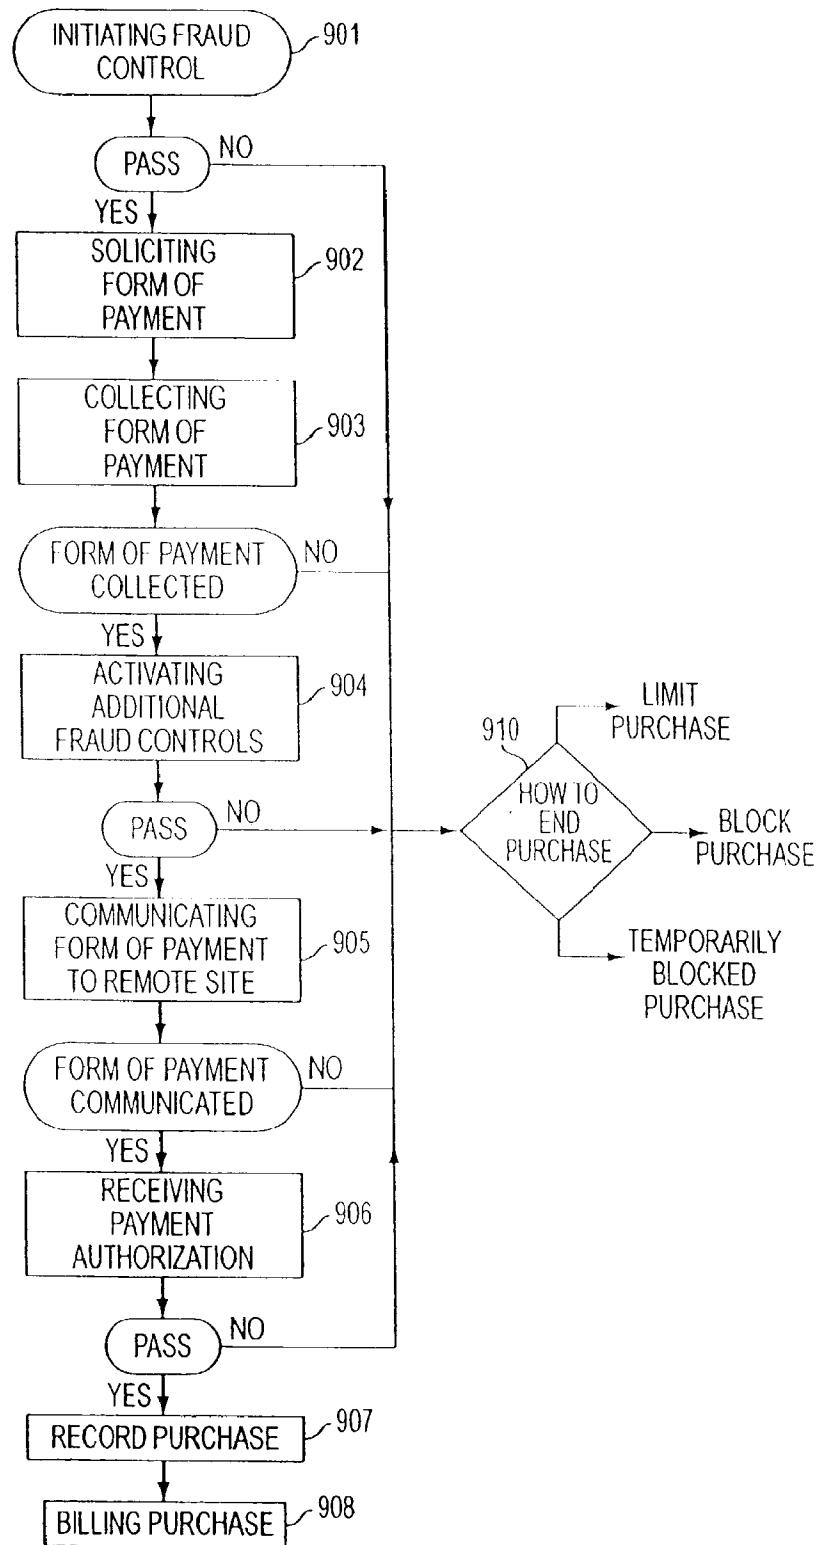 INITIATING FRAUD
CONTROL
901
PASS
NO
YES
SOLICITING
FORM OF
PAYMENT
902
COLLECTING
FORM OF
PAYMENT
903
FORM OF PAYMENT
COLLECTED
NO
YES
ACTIVATING
ADDITIONAL
FRAUD CONTROLS
904
PASS
NO
YES
COMMUNICATING
FORM OF PAYMENT
TO REMOTE SITE
905
FORM OF PAYMENT
COMMUNICATED
NO
YES
RECEIVING
PAYMENT
AUTHORIZATION
906
PASS
NO
YES
RECORD PURCHASE
907
BILLING PURCHASE
908
910
HOW TO
END
PURCHASE
LIMIT
PURCHASE
BLOCK
PURCHASE
TEMPORARILY
BLOCKED
PURCHASE